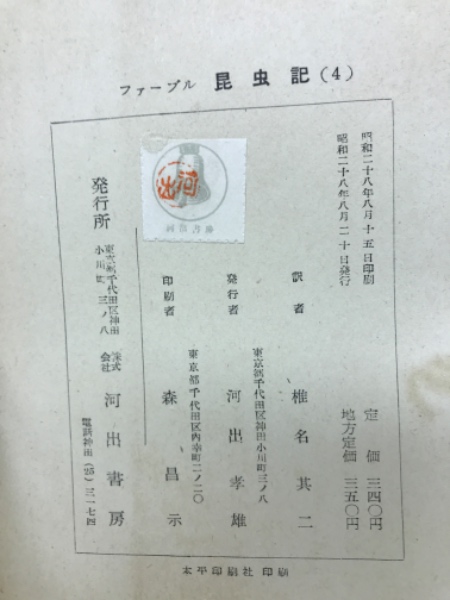 ファーブル 昆虫記(4)
昭和二十八年八月十五日印刷
昭和二十八年八月二十日発行
定価 三四〇円
地方定価 三五〇円
訳者 椎名其二
東京都千代田区神田小川町三ノ八
発行者 河出孝雄
東京都千代田区内幸町二ノ二〇
印刷者 森昌示
発行所
東京都千代田区神田
小川町三ノ八
株式
会社 河出書房
電話神田(25)三一七四
河出
太平印刷社 印刷